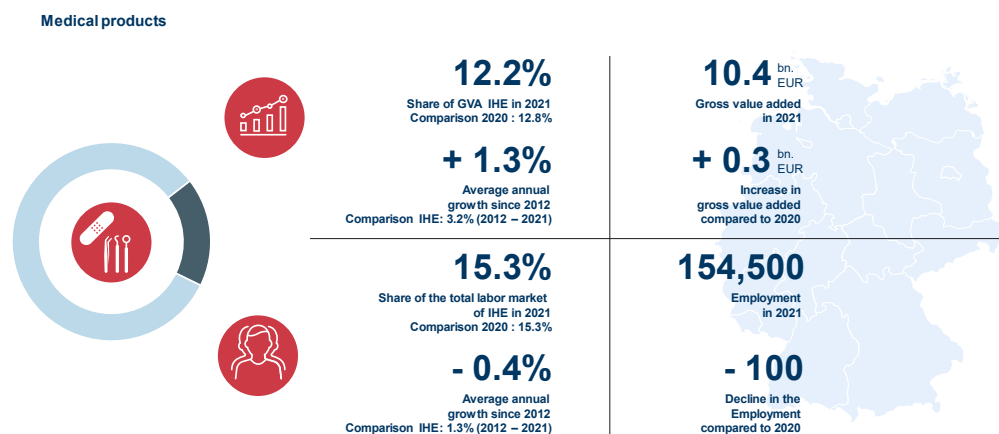 Medical products
12.2%
Share of GVA IHE in 2021
Comparison 2020 : 12.8%
10.4 bn.
EUR
Gross value added
in 2021
+ 1.3%
Average annual
growth since 2012
Comparison IHE: 3.2% (2012 – 2021)
+ 0.3 bn.
EUR
Increase in
gross value added
compared to 2020
15.3%
Share of the total labor market
of IHE in 2021
Comparison 2020 : 15.3%
154,500
Employment
in 2021
- 0.4%
Average annual
growth since 2012
Comparison IHE: 1.3% (2012 – 2021)
- 100
Decline in the
Employment
compared to 2020